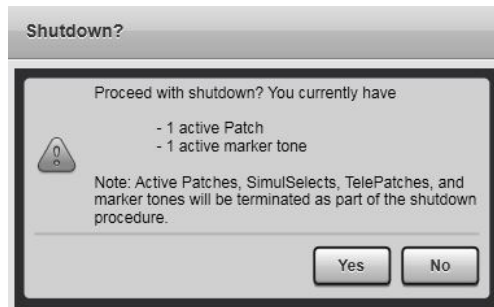 Shutdown?
Proceed with shutdown? You currently have
- 1 active Patch
- 1 active marker tone
Note: Active Patches, SimulSelects, TelePatches, and
marker tones will be terminated as part of the shutdown
procedure.
Yes No